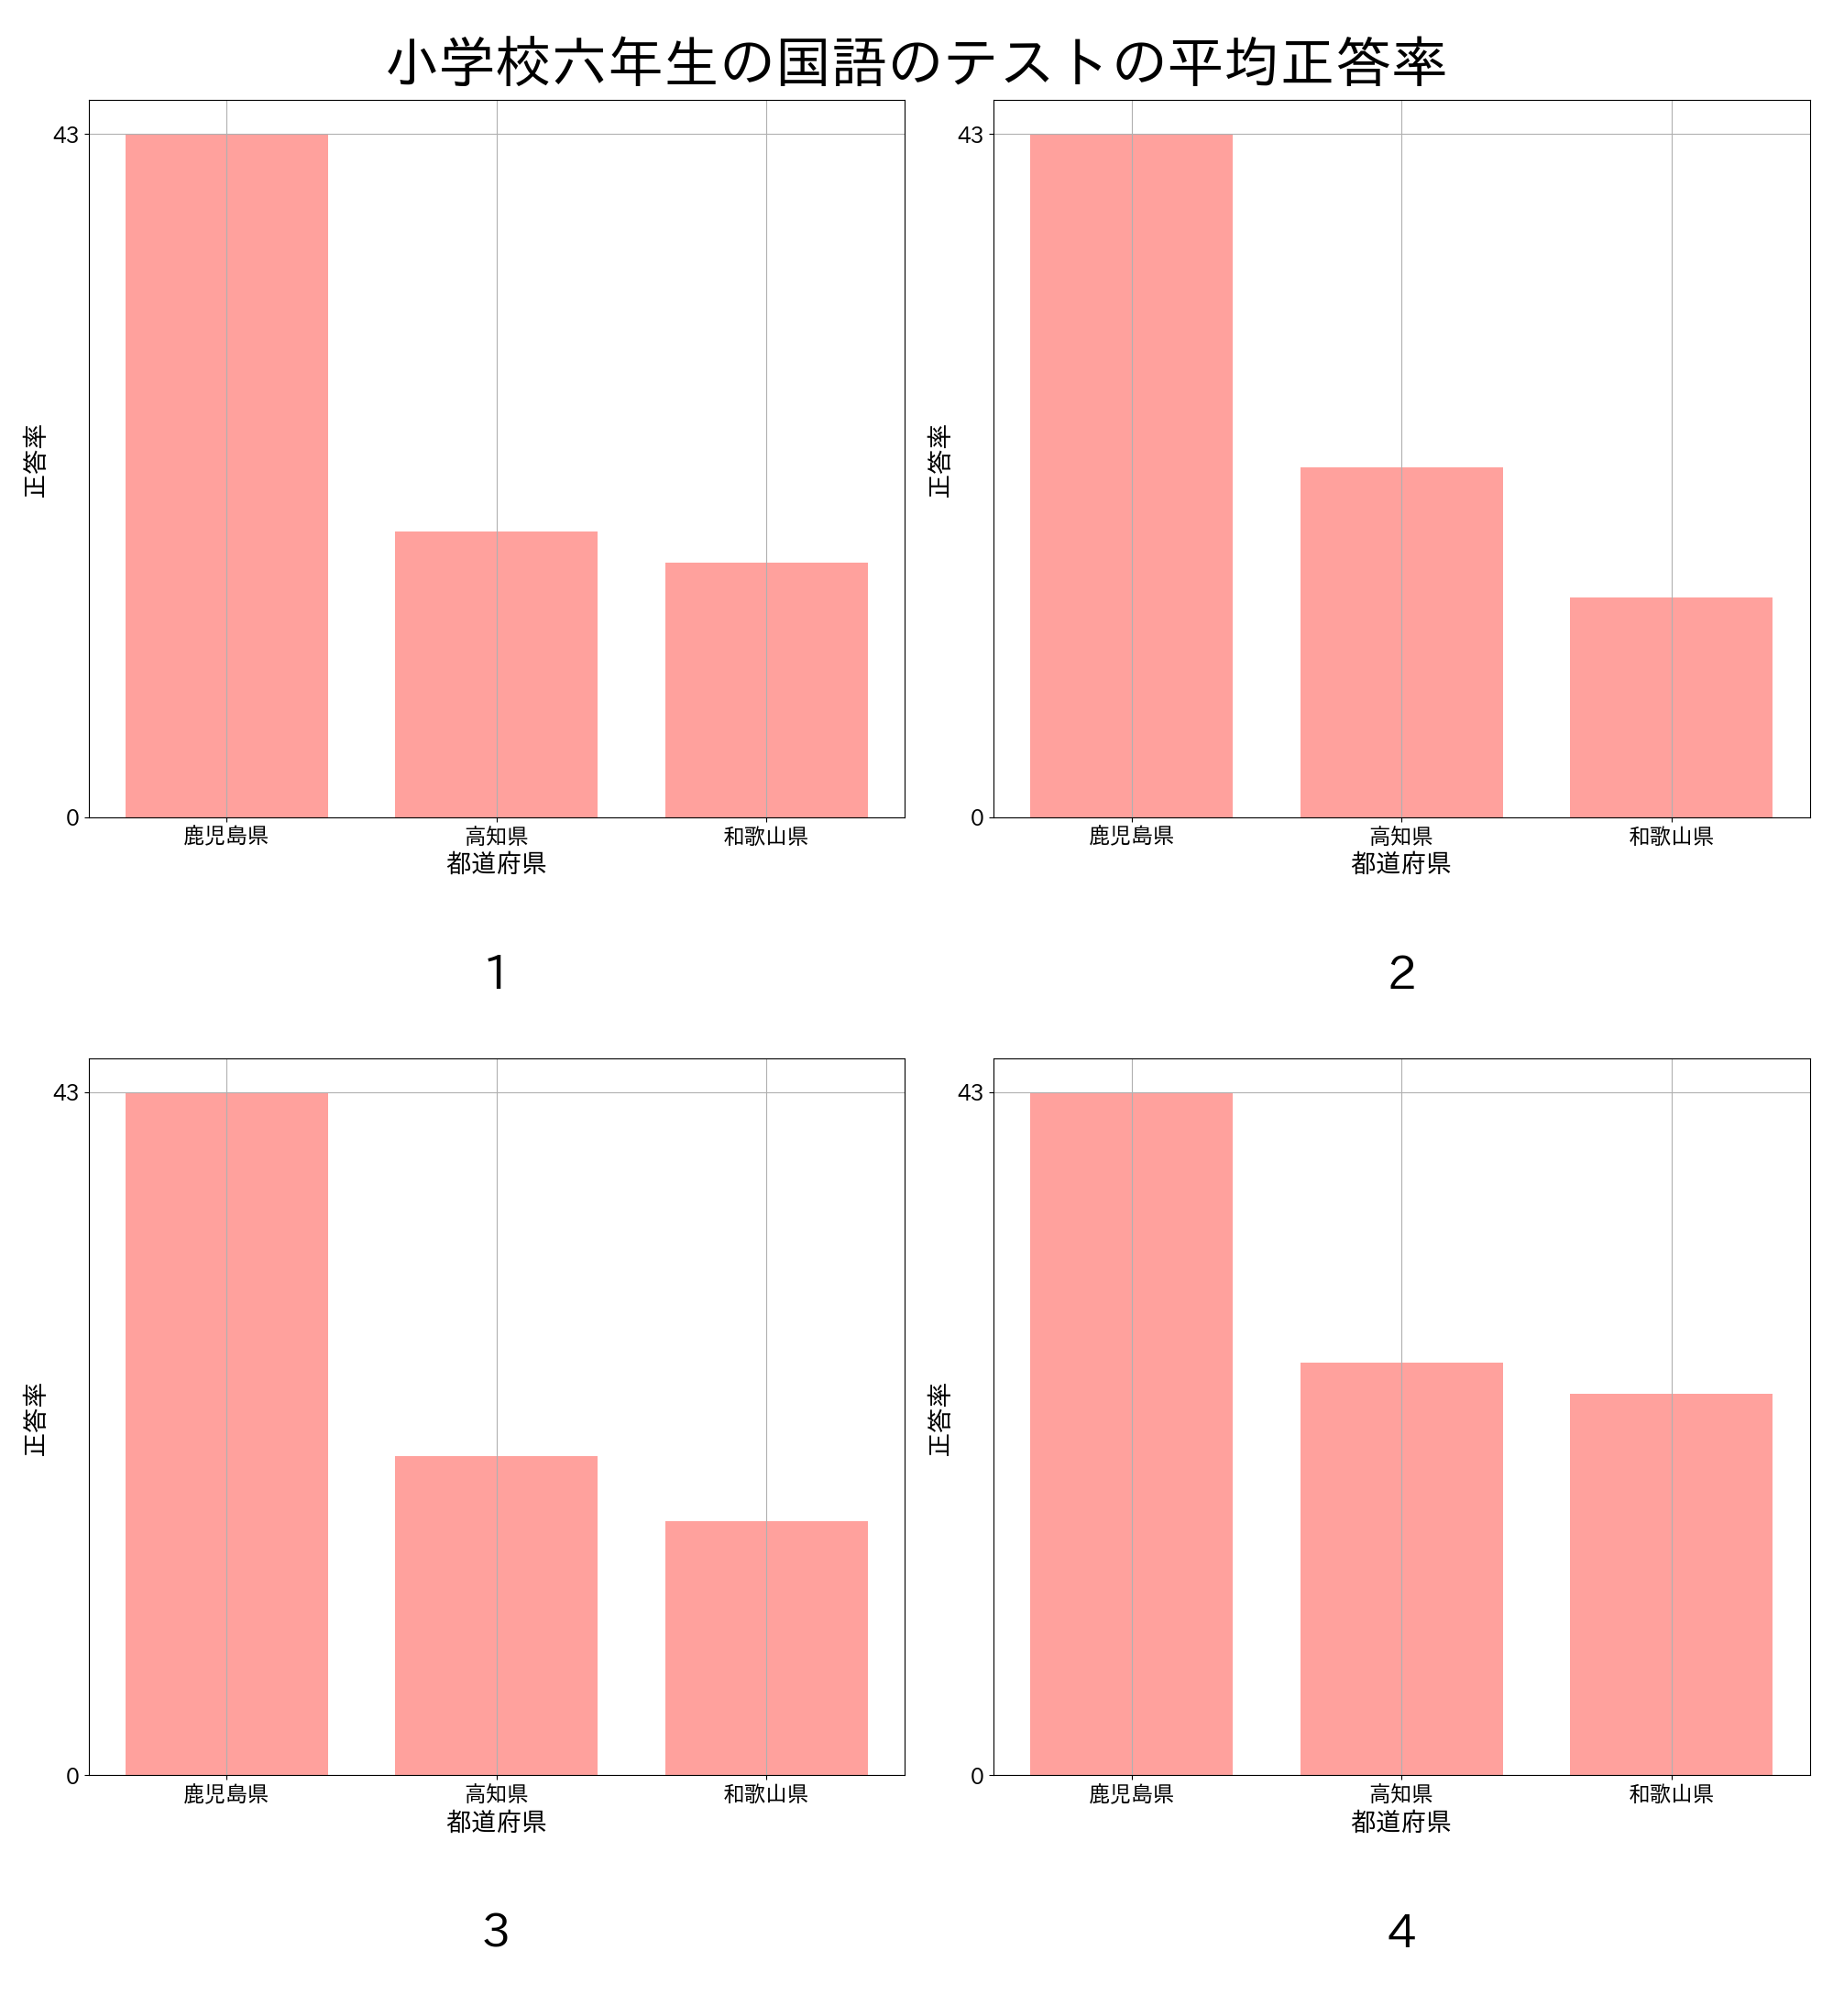 小学校六年生の国語のテストの平均正答率
43
0
正答率
鹿児島県 高知県 和歌山県
都道府県
1
43
0
正答率
鹿児島県 高知県 和歌山県
都道府県
2
43
0
正答率
鹿児島県 高知県 和歌山県
都道府県
3
43
0
正答率
鹿児島県 高知県 和歌山県
都道府県
4